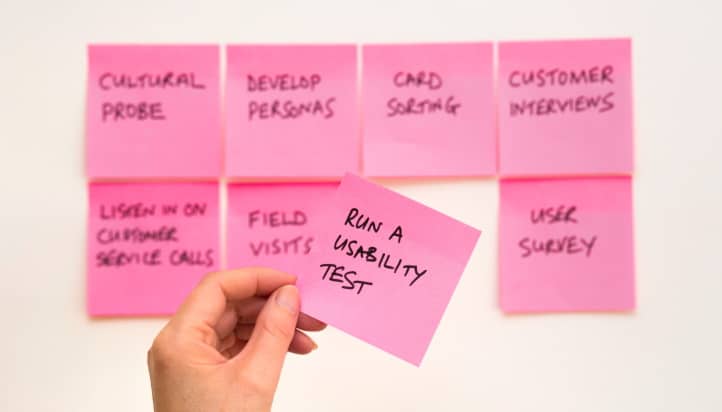 CULTURAL
PROBE
DEVELOP
PERSONAS
CARD
SORTING
CUSTOMER
INTERVIEWS
LISTEN IN ON
CUSTOMER
SERVICE CALLS
FIELD
VISITS
RUN A
USABILITY
TEST
USER
SURVEY